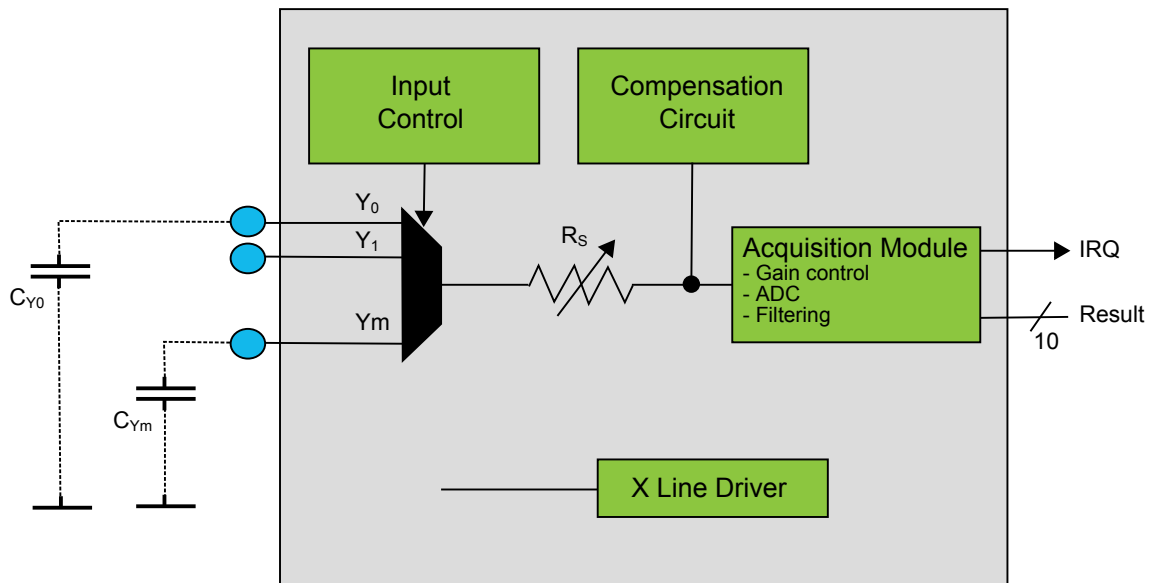 Input
Control
Compensation
Circuit
Y0
Y1
Ym
RS
Acquisition Module
- Gain control
- ADC
- Filtering
IRQ
Result
10
CY0
CYm
X Line Driver